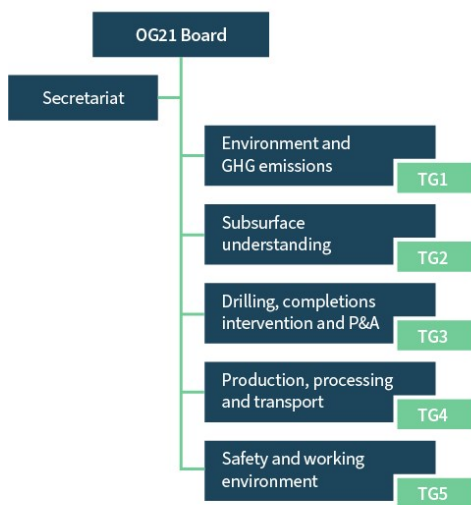 OG21 Board
Secretariat
Environment and
GHG emissions
TG1
Subsurface
understanding
TG2
Drilling, completions
intervention and P&A
TG3
Production, processing
and transport
TG4
Safety and working
environment
TG5